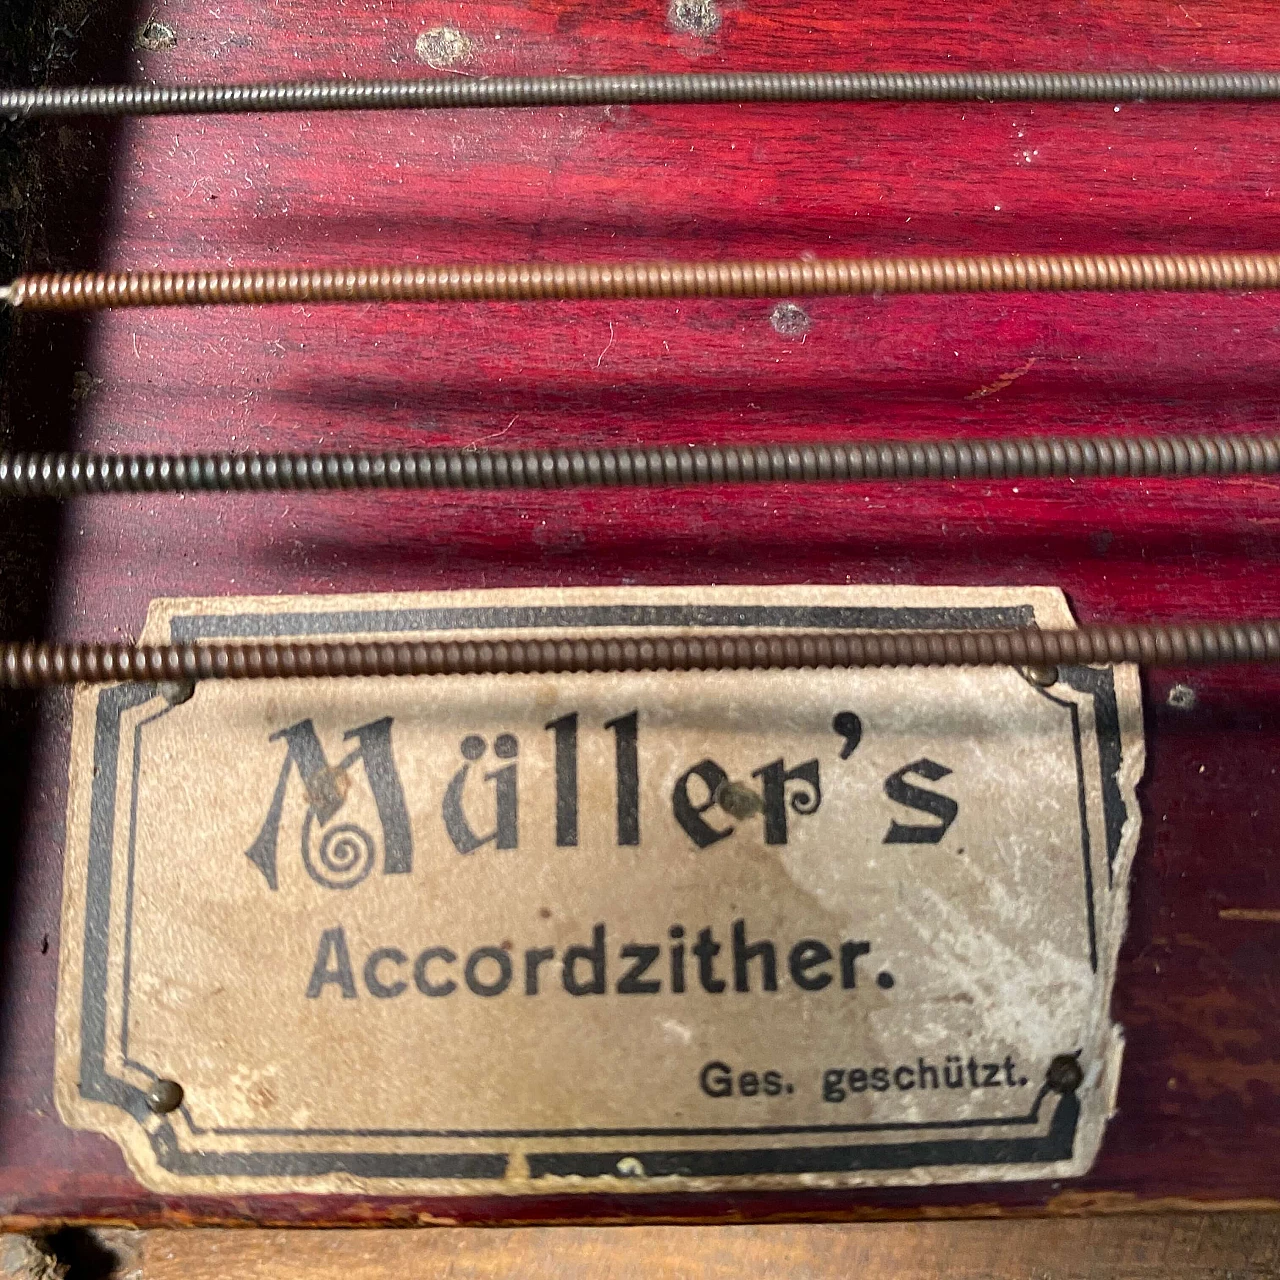 Müller's
Accordzither.
Ges. geschützt.